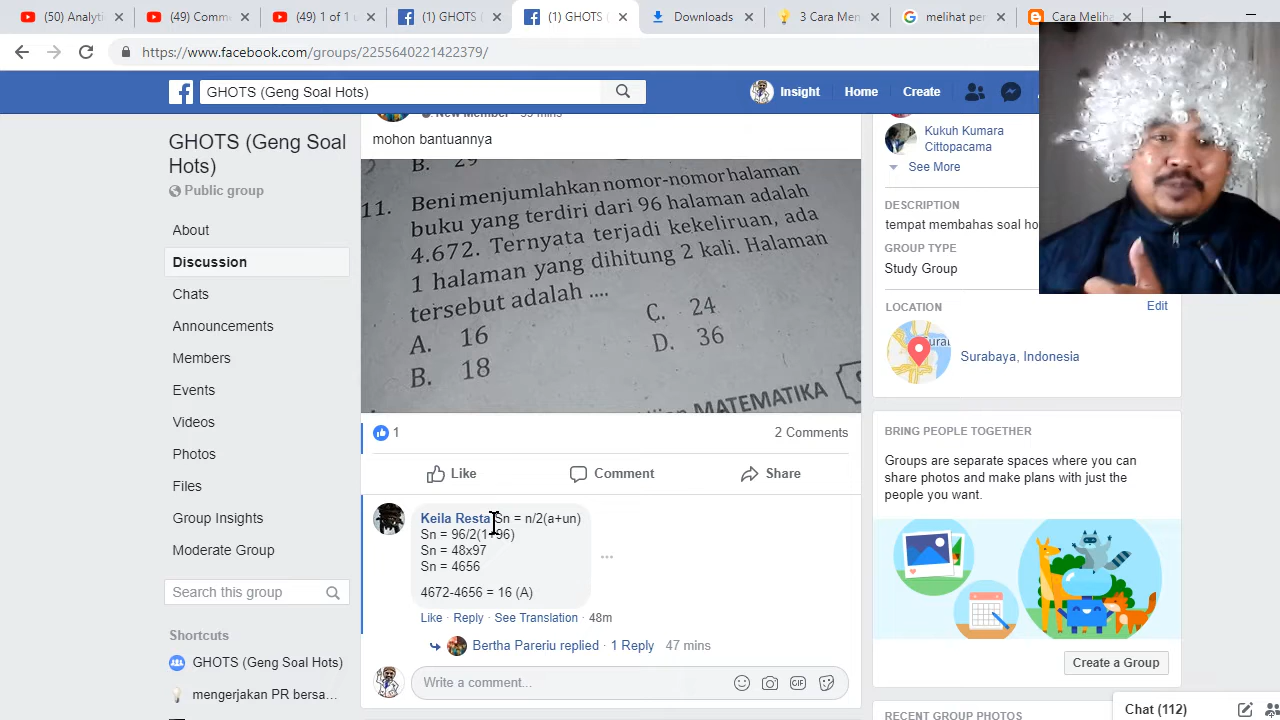 (50) Analyti
(49) Comme
(49) 1 ბา
(1) GHOTS
(1) GHOTS (
Downloads
3 Cara Men
melihat per
Cara Meliha
https://www.facebook.com/groups/2255640221422379/
GHOTS (Geng Soal Hots)
Insight
Home
Create
GHOTS (Geng Soal
Hots)
Public group
About
Discussion
Chats
Announcements
Members
Events
Videos
Photos
Files
Group Insights
Moderate Group
Search this group
Shortcuts
GHOTS (Geng Soal Hots)
mengerjakan PR bersa...
New Member
mohon bantuannya
B. 29
11. Beni menjumlahkan nomor-nomor halaman
buku yang terdiri dari 96 halaman adalah
4.672. Ternyata terjadi kekeliruan, ada
1 halaman yang dihitung 2 kali. Halaman
tersebut adalah ....
A. 16
B. 18
C. 24
D. 36
MATEMATIKA
1
2 Comments
Like
Comment
Share
Keila Resta Sn = n/2(a+un)
Sn = 96/2(1+96)
Sn = 48x97
Sn = 4656
4672-4656 = 16 (A)
Like · Reply · See Translation · 48m
Bertha Pareriu replied · 1 Reply 47 mins
Write a comment...
GIF
Kukuh Kumara
Cittopacama
See More
DESCRIPTION
tempat membahas soal ho
GROUP TYPE
Study Group
LOCATION
Edit
Surabaya, Indonesia
BRING PEOPLE TOGETHER
Groups are separate spaces where you can
share photos and make plans with just the
people you want.
Create a Group
RECENT GROUP PHOTOS
Chat (112)